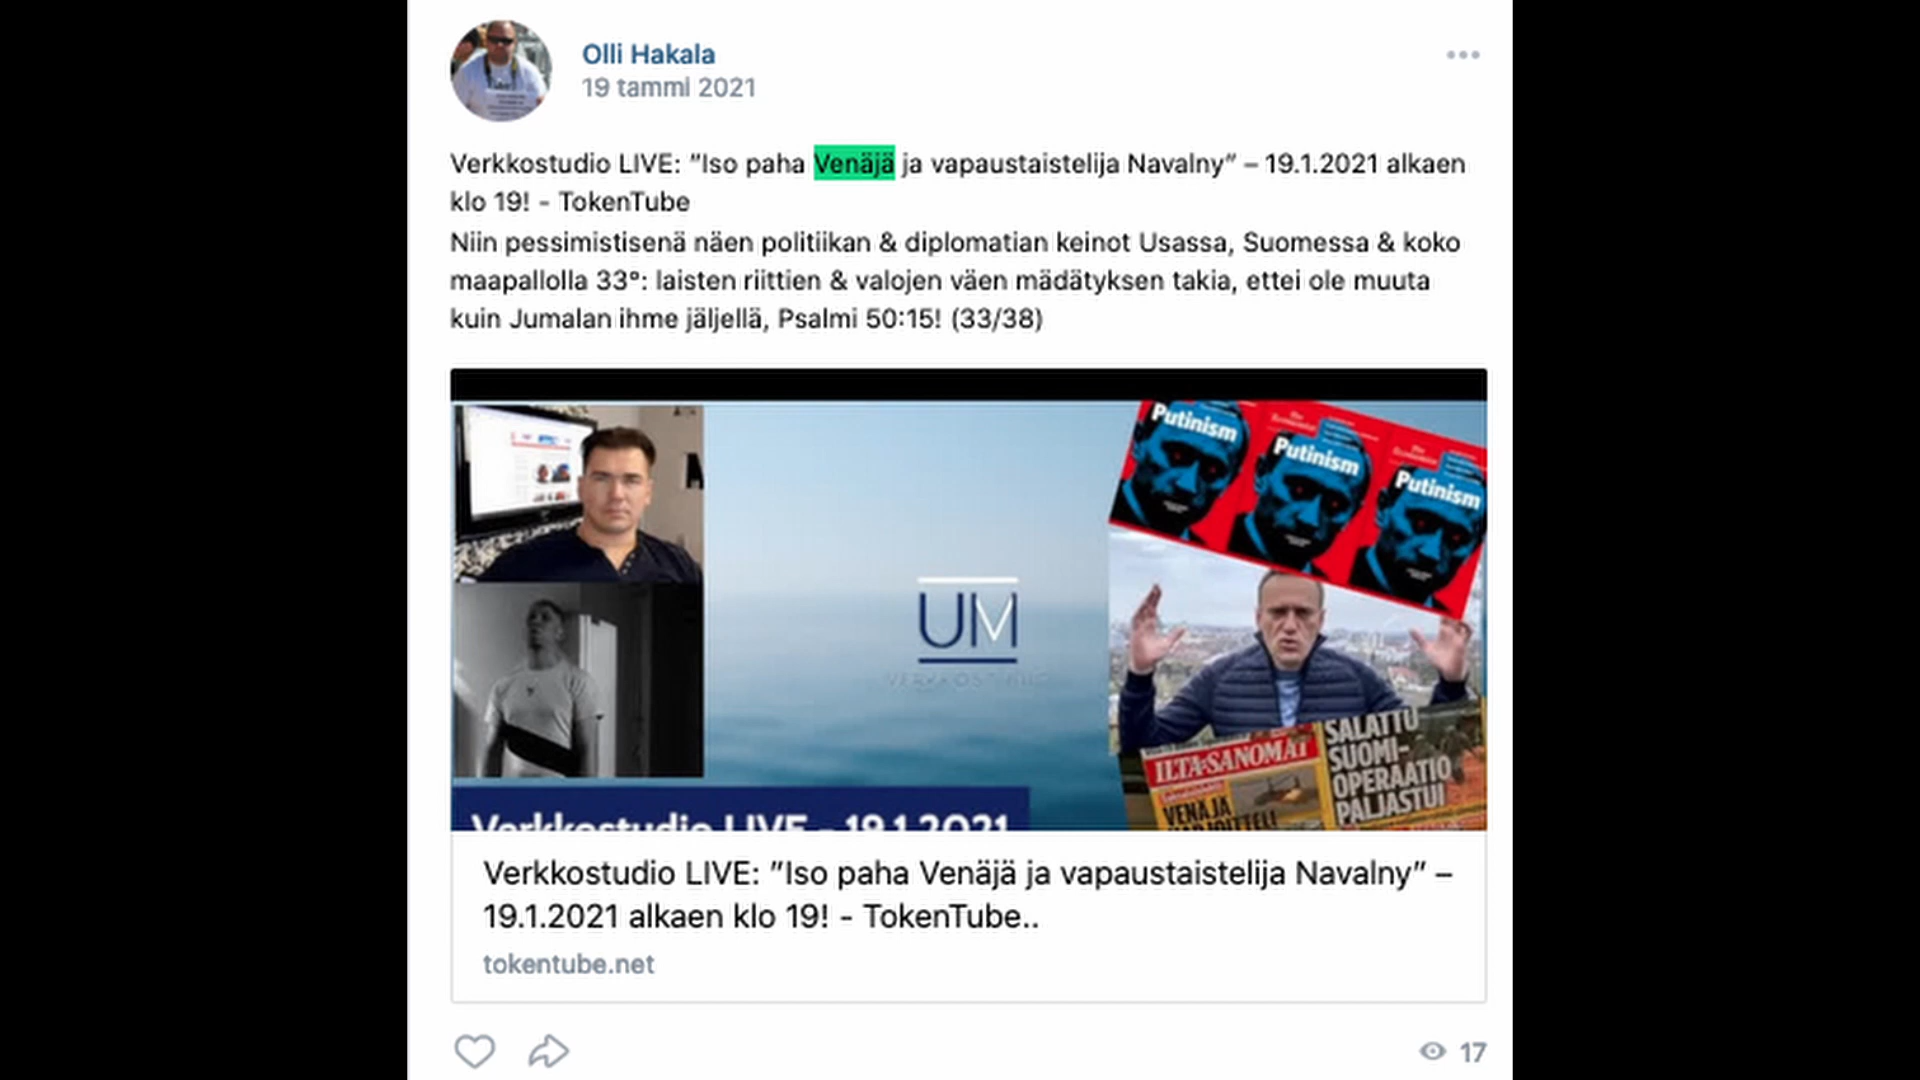 Olli Hakala
19 tammi 2021
Verkkostudio LIVE: ”Iso paha Venäjä ja vapaustaistelija Navalny” – 19.1.2021 alkaen
klo 19! - TokenTube
Niin pessimistisenä näen politiikan & diplomatian keinot Usassa, Suomessa & koko
maapallolla 33°: laisten riittien & valojen väen mädätyksen takia, ettei ole muuta
kuin Jumalan ihme jäljellä, Psalmi 50:15! (33/38)
Putinism
Putinism
Putinism
UM
ILTA-SANOMAT
VENÄJÄ
SALATTU
SUOMI-
OPERAATIO
PALJASTUI
Verkkostudio LIVE - 19.1.2021
Verkkostudio LIVE: ”Iso paha Venäjä ja vapaustaistelija Navalny” –
19.1.2021 alkaen klo 19! - TokenTube..
tokentube.net
17